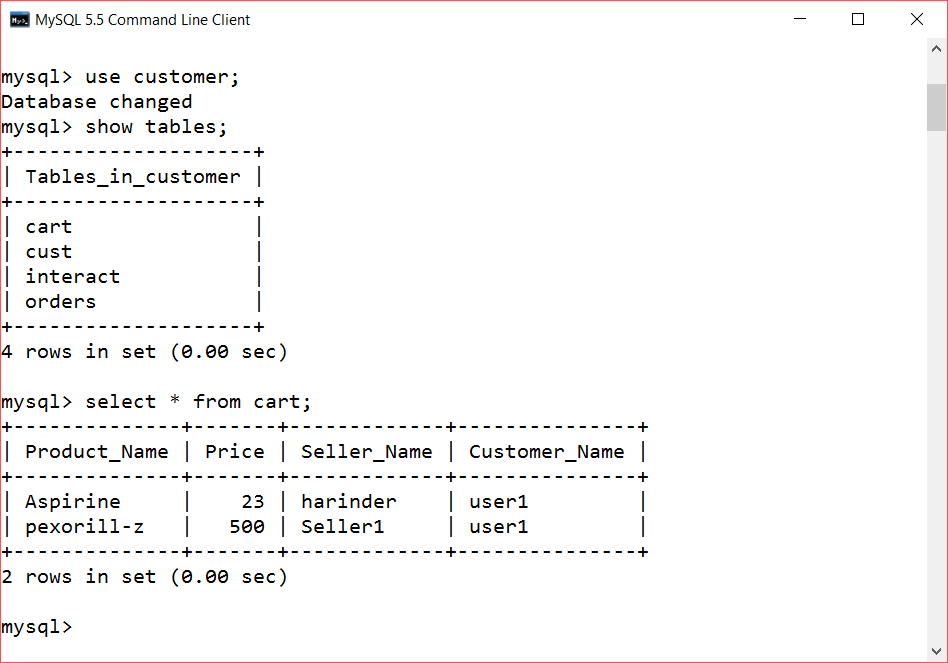 MySQL 5.5 Command Line Client
mysql> use customer;
Database changed
mysql> show tables;
+--------------------+
| Tables_in_customer |
+--------------------+
| cart               |
| cust               |
| interact           |
| orders             |
+--------------------+
4 rows in set (0.00 sec)

mysql> select * from cart;
+--------------+-------+-------------+---------------+
| Product_Name | Price | Seller_Name | Customer_Name |
+--------------+-------+-------------+---------------+
| Aspirine     |    23 | harinder    | user1         |
| pexorill-z   |   500 | Seller1     | user1         |
+--------------+-------+-------------+---------------+
2 rows in set (0.00 sec)

mysql>